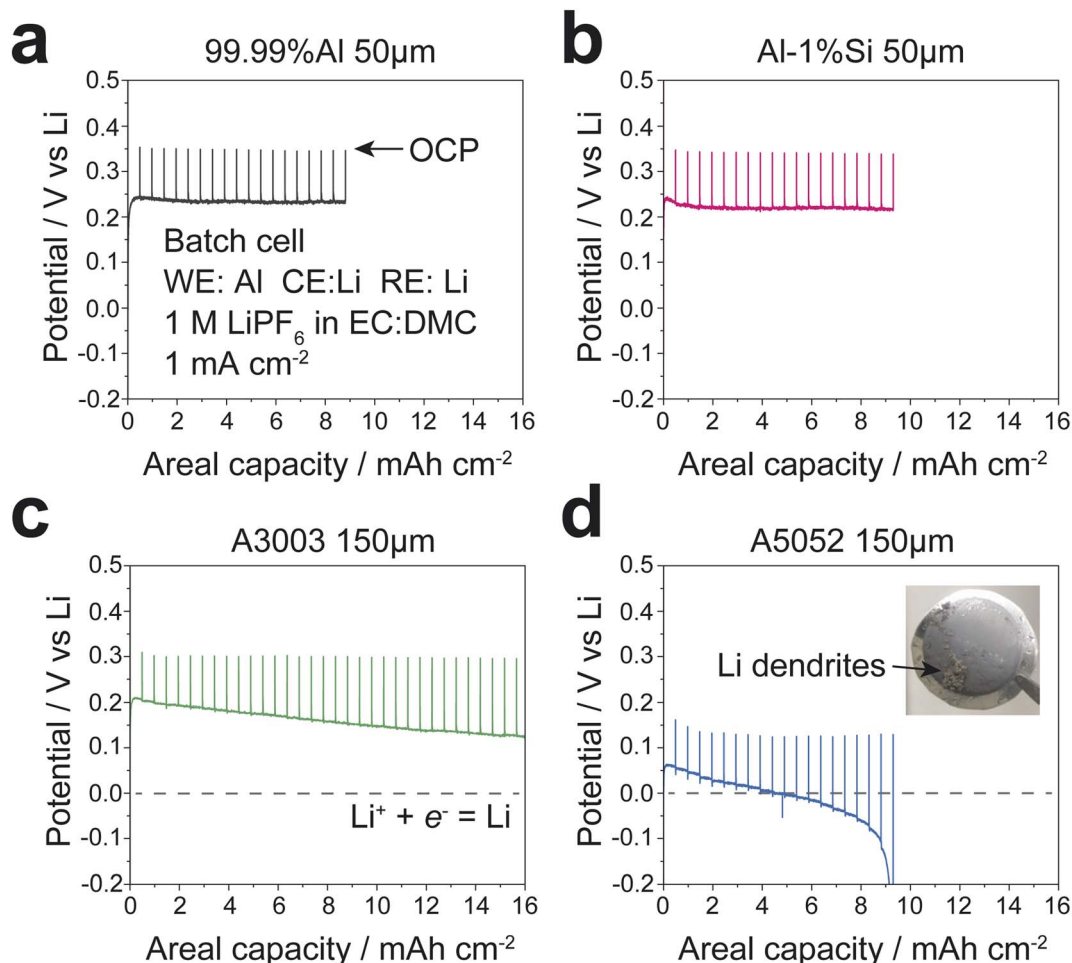 a
99.99%Al 50μm
0.5
0.4
0.3
0.2
0.1
0.0
-0.1
-0.2
Potential / V vs Li
OCP
Batch cell
WE: Al CE:Li RE: Li
1 M LiPF6 in EC:DMC
1 mA cm-2
0 2 4 6 8 10 12 14 16
Areal capacity / mAh cm-2
b
Al-1%Si 50μm
0.5
0.4
0.3
0.2
0.1
0.0
-0.1
-0.2
Potential / V vs Li
0 2 4 6 8 10 12 14 16
Areal capacity / mAh cm-2
c
A3003 150μm
0.5
0.4
0.3
0.2
0.1
0.0
-0.1
-0.2
Potential / V vs Li
Li+ + e- = Li
0 2 4 6 8 10 12 14 16
Areal capacity / mAh cm-2
d
A5052 150μm
0.5
0.4
0.3
0.2
0.1
0.0
-0.1
-0.2
Potential / V vs Li
Li dendrites
0 2 4 6 8 10 12 14 16
Areal capacity / mAh cm-2